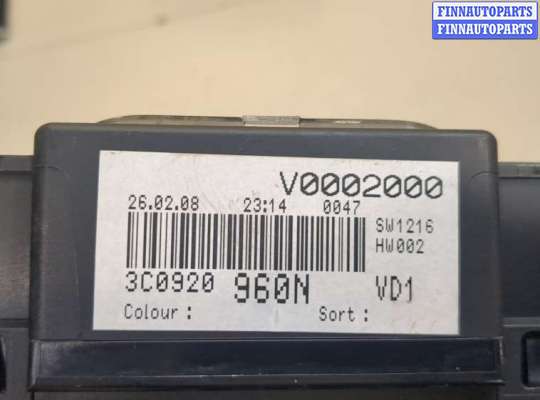 FINNAUTOPARTS
FINNAUTOPARTS
V0002000
26.02.08 23:14 0047
SW1216
HW002
3C0920 960N VD1
Colour : Sort :